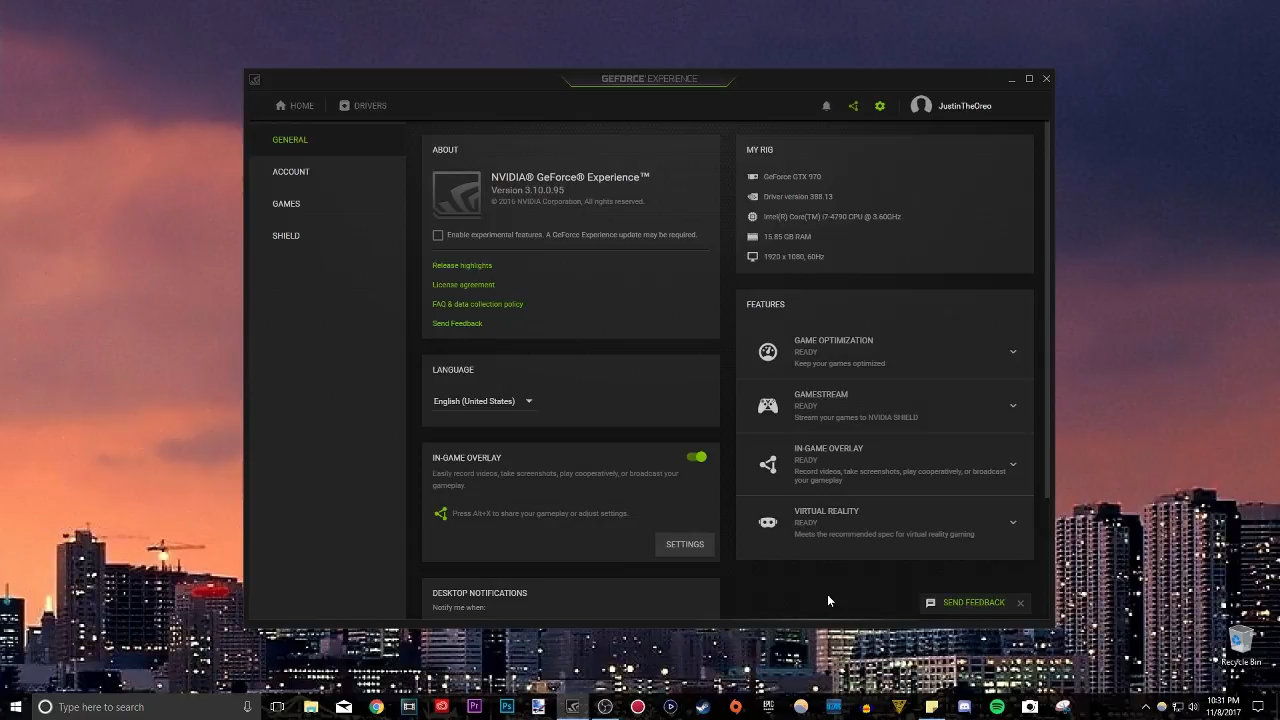 GEFORCE EXPERIENCE
HOME
DRIVERS
JustinTheOreo
GENERAL
ACCOUNT
GAMES
SHIELD
ABOUT
NVIDIA® GeForce® Experience™
Version 3.10.0.95
© 2016 NVIDIA Corporation, All rights reserved.
Enable experimental features. A GeForce Experience update may be required.
Release highlights
License agreement
FAQ & data collection policy
Send Feedback
LANGUAGE
English (United States)
IN-GAME OVERLAY
Easily record videos, take screenshots, play cooperatively, or broadcast your
gameplay.
Press Alt+X to share your gameplay or adjust settings.
SETTINGS
DESKTOP NOTIFICATIONS
Notify me when:
MY RIG
GeForce GTX 970
Driver version 388.13
Intel(R) Core(TM) i7-4790 CPU @ 3.60GHz
15.85 GB RAM
1920 x 1080, 60Hz
FEATURES
GAME OPTIMIZATION
READY
Keep your games optimized
GAMESTREAM
READY
Stream your games to NVIDIA SHIELD
IN-GAME OVERLAY
READY
Record videos, take screenshots, play cooperatively, or broadcast
your gameplay
VIRTUAL REALITY
READY
Meets the recommended spec for virtual reality gaming
SEND FEEDBACK
Recycle Bin
Type here to search
Pr
Ps
EPIC
10:31 PM
11/8/2017